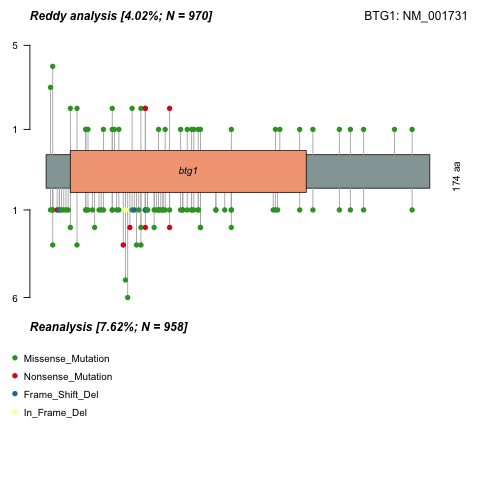 Reddy analysis [4.02%; N = 970]
BTG1: NM_001731
5
1
btg1
174 aa
1
6
Reanalysis [7.62%; N = 958]
Missense_Mutation
Nonsense_Mutation
Frame_Shift_Del
In_Frame_Del